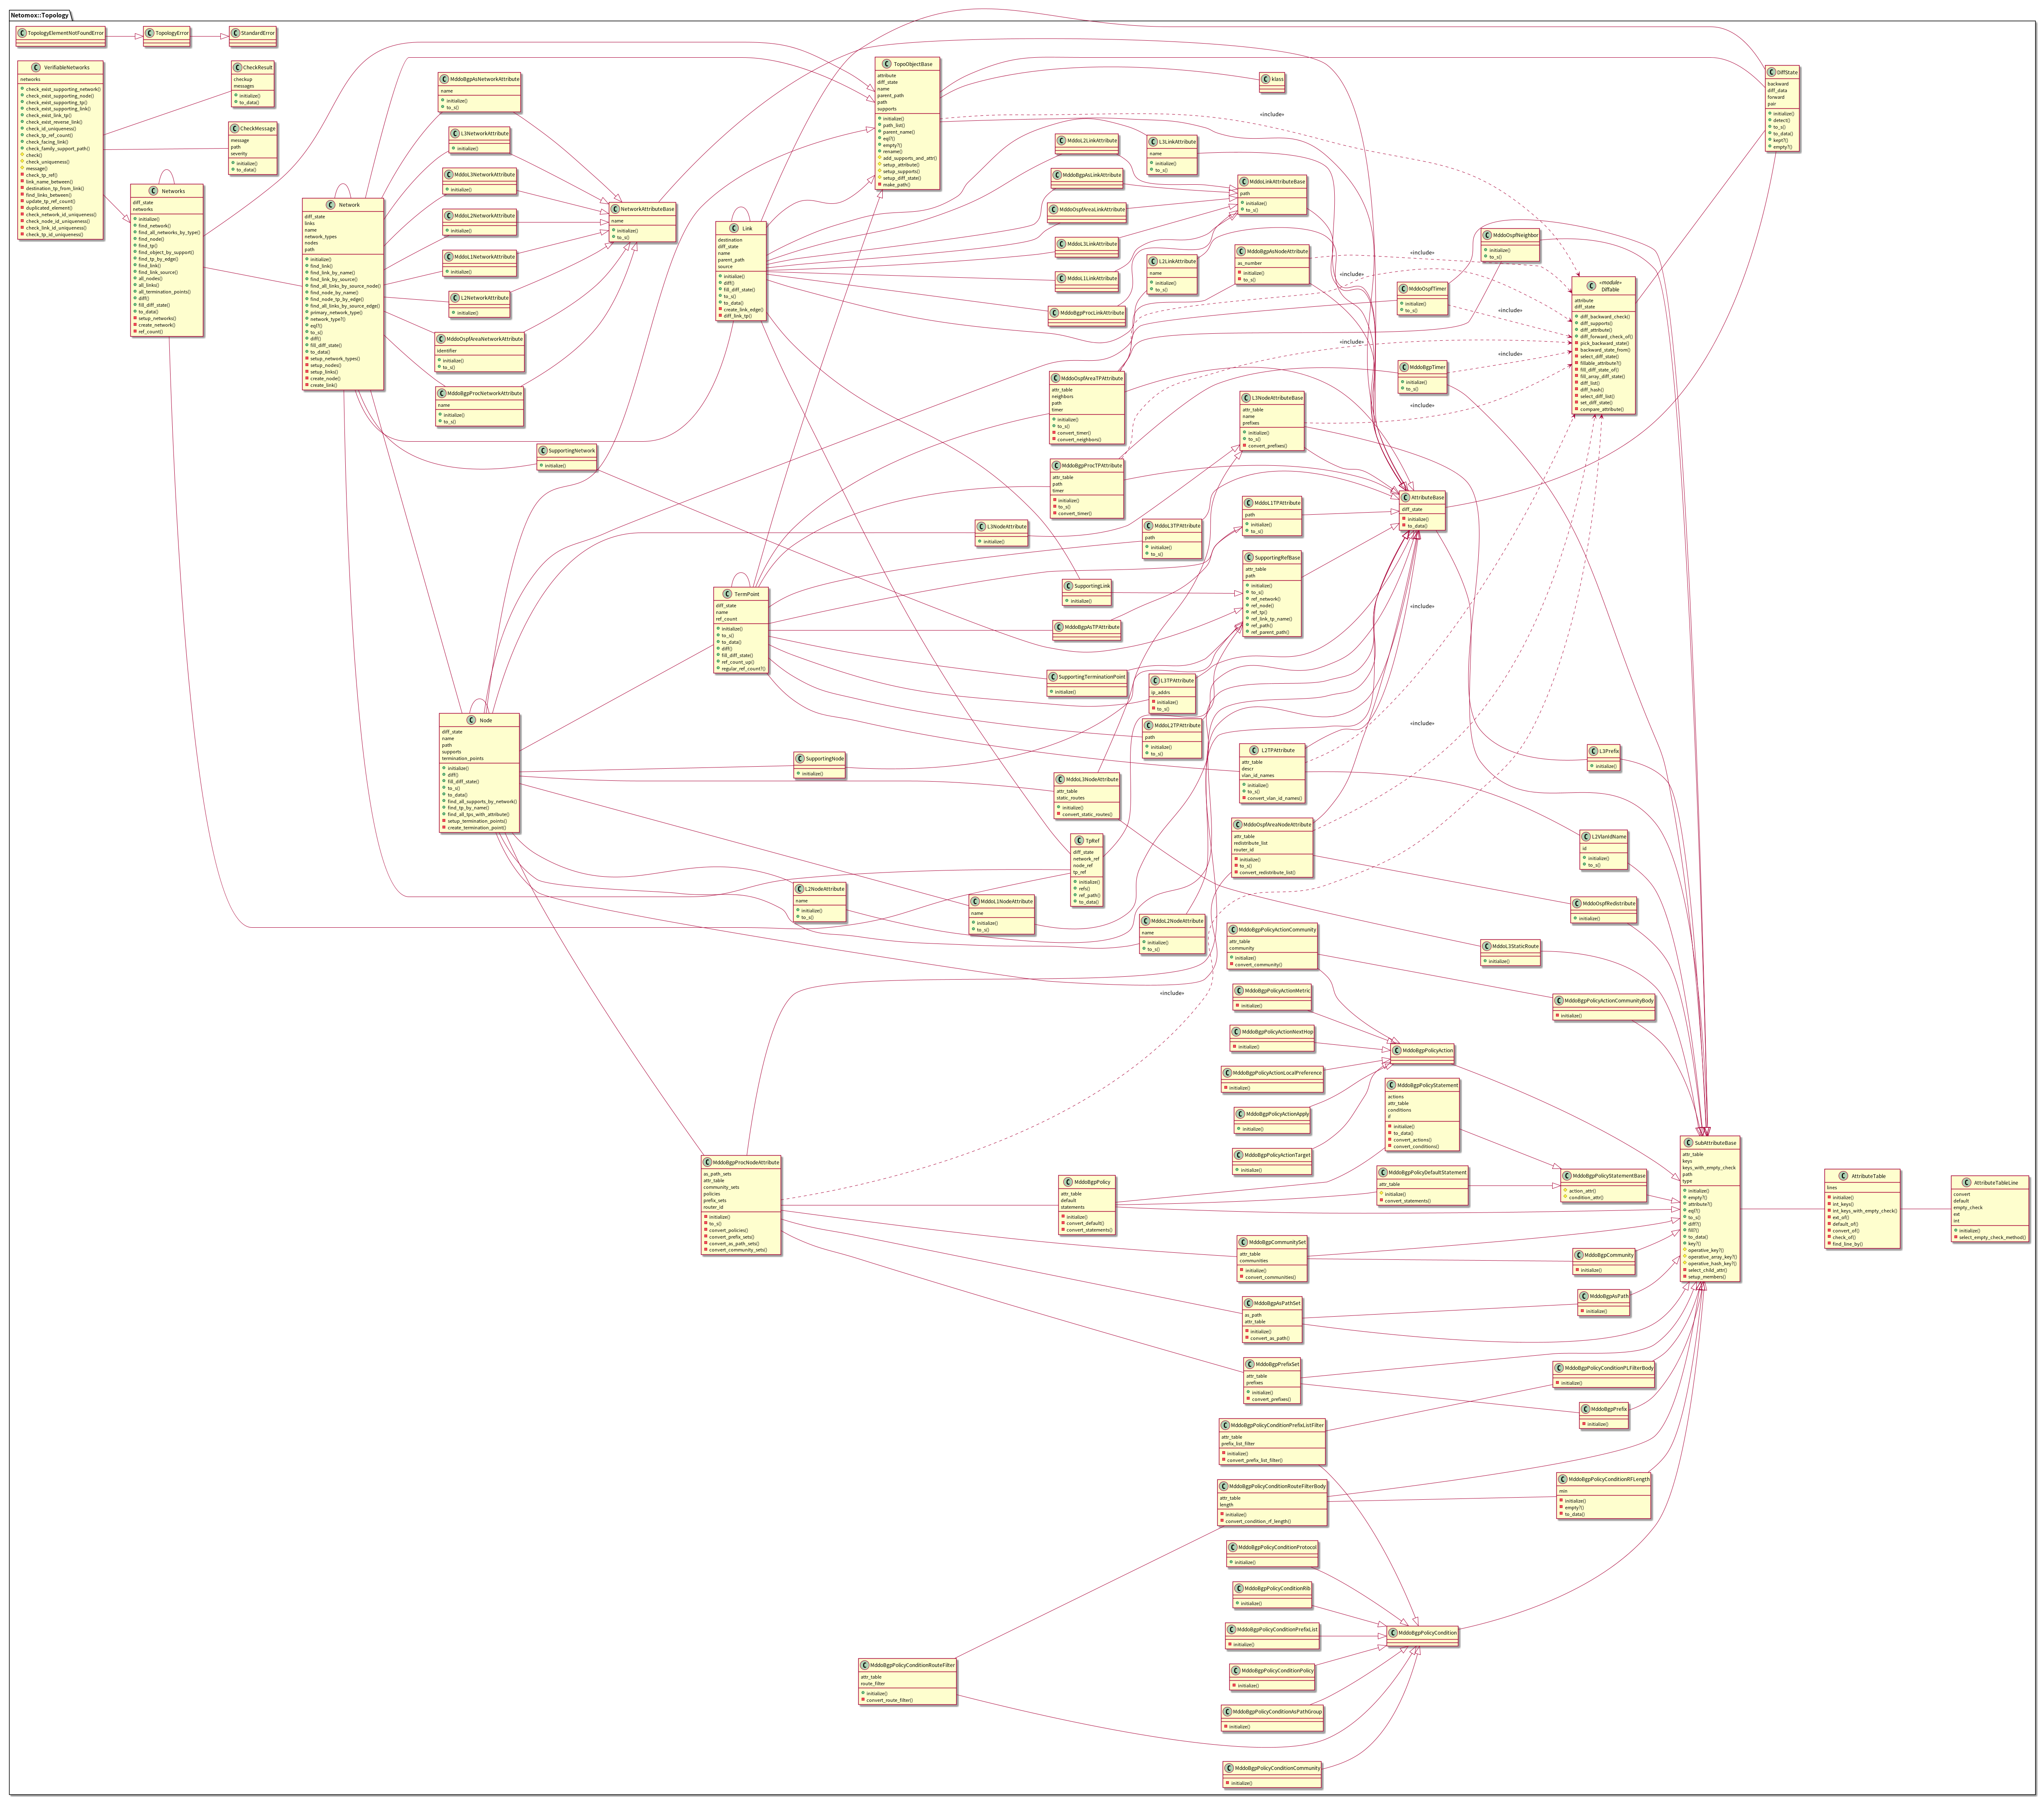 Netomox::Topology
TopologyElementNotFoundError
TopologyError
StandardError
VerifiableNetworks
networks
check_exist_supporting_network()
check_exist_supporting_node()
check_exist_supporting_tp()
check_exist_supporting_link()
check_exist_link_tp()
check_exist_reverse_link()
check_id_uniqueness()
check_tp_ref_count()
check_facing_link()
check_family_support_path()
check()
check_uniqueness()
message()
check_tp_ref()
link_name_between()
destination_tp_from_link()
find_links_between()
update_tp_ref_count()
duplicated_element()
check_network_id_uniqueness()
check_node_id_uniqueness()
check_link_id_uniqueness()
check_tp_id_uniqueness()
CheckResult
checkup
messages
initialize()
to_data()
CheckMessage
message
path
severity
initialize()
to_data()
Networks
diff_state
networks
initialize()
find_network()
find_all_networks_by_type()
find_node()
find_tp()
find_object_by_support()
find_tp_by_edge()
find_link()
find_link_source()
all_nodes()
all_links()
all_termination_points()
diff()
fill_diff_state()
to_data()
setup_networks()
create_network()
ref_count()
Network
diff_state
links
name
network_types
nodes
path
initialize()
find_link()
find_link_by_name()
find_link_by_source()
find_all_links_by_source_node()
find_node_by_name()
find_node_tp_by_edge()
find_all_links_by_source_edge()
primary_network_type()
network_type?()
eql?()
to_s()
diff()
fill_diff_state()
to_data()
setup_network_types()
setup_nodes()
setup_links()
create_node()
create_link()
MddoBgpAsNetworkAttribute
name
initialize()
to_s()
L3NetworkAttribute
initialize()
MddoL3NetworkAttribute
initialize()
MddoL2NetworkAttribute
initialize()
MddoL1NetworkAttribute
initialize()
L2NetworkAttribute
initialize()
MddoOspfAreaNetworkAttribute
identifier
initialize()
to_s()
MddoBgpProcNetworkAttribute
name
initialize()
to_s()
SupportingNetwork
initialize()
NetworkAttributeBase
name
initialize()
to_s()
Node
diff_state
name
path
supports
termination_points
initialize()
diff()
fill_diff_state()
to_s()
to_data()
find_all_supports_by_network()
find_tp_by_name()
find_all_tps_with_attribute()
setup_termination_points()
create_termination_point()
Link
destination
diff_state
name
parent_path
source
initialize()
diff()
fill_diff_state()
to_s()
to_data()
create_link_edge()
diff_link_tp()
TermPoint
diff_state
name
ref_count
initialize()
to_s()
to_data()
diff()
fill_diff_state()
ref_count_up()
regular_ref_count?()
SupportingNode
initialize()
L2NodeAttribute
name
initialize()
to_s()
MddoBgpProcNodeAttribute
as_path_sets
attr_table
community_sets
policies
prefix_sets
router_id
initialize()
to_s()
convert_policies()
convert_prefix_sets()
convert_as_path_sets()
convert_community_sets()
TopoObjectBase
attribute
diff_state
name
parent_path
path
supports
initialize()
path_list()
parent_name()
eql?()
empty?()
rename()
add_supports_and_attr()
setup_attribute()
setup_supports()
setup_diff_state()
make_path()
L3NodeAttribute
initialize()
MddoL1NodeAttribute
name
initialize()
to_s()
MddoBgpPolicyConditionRouteFilter
attr_table
route_filter
initialize()
convert_route_filter()
MddoL2LinkAttribute
MddoBgpAsLinkAttribute
MddoOspfAreaLinkAttribute
MddoL3LinkAttribute
MddoL1LinkAttribute
MddoBgpProcLinkAttribute
MddoOspfAreaTPAttribute
attr_table
neighbors
path
timer
initialize()
to_s()
convert_timer()
convert_neighbors()
MddoBgpProcTPAttribute
attr_table
path
timer
initialize()
to_s()
convert_timer()
SupportingLink
initialize()
MddoBgpAsTPAttribute
SupportingTerminationPoint
initialize()
MddoL3NodeAttribute
attr_table
static_routes
initialize()
convert_static_routes()
TpRef
diff_state
network_ref
node_ref
tp_ref
initialize()
refs()
ref_path()
to_data()
MddoBgpPolicy
attr_table
default
statements
initialize()
convert_default()
convert_statements()
L3LinkAttribute
name
initialize()
to_s()
L2LinkAttribute
name
initialize()
to_s()
MddoL3TPAttribute
path
initialize()
to_s()
L3TPAttribute
ip_addrs
initialize()
to_s()
MddoL2TPAttribute
path
initialize()
to_s()
MddoL2NodeAttribute
name
initialize()
to_s()
«include»
klass
«include»
MddoLinkAttributeBase
path
initialize()
to_s()
MddoBgpAsNodeAttribute
as_number
initialize()
to_s()
L3NodeAttributeBase
attr_table
name
prefixes
initialize()
to_s()
convert_prefixes()
MddoL1TPAttribute
path
initialize()
to_s()
SupportingRefBase
attr_table
path
initialize()
to_s()
ref_network()
ref_node()
ref_tp()
ref_link_tp_name()
ref_path()
ref_parent_path()
L2TPAttribute
attr_table
descr
vlan_id_names
initialize()
to_s()
convert_vlan_id_names()
MddoOspfAreaNodeAttribute
attr_table
redistribute_list
router_id
initialize()
to_s()
convert_redistribute_list()
MddoBgpPolicyActionCommunity
attr_table
community
initialize()
convert_community()
MddoBgpPolicyActionMetric
initialize()
MddoBgpPolicyActionNextHop
initialize()
MddoBgpPolicyActionLocalPreference
initialize()
MddoBgpPolicyActionApply
initialize()
MddoBgpPolicyActionTarget
initialize()
MddoBgpCommunitySet
attr_table
communities
initialize()
convert_communities()
MddoBgpAsPathSet
as_path
attr_table
initialize()
convert_as_path()
MddoBgpPrefixSet
attr_table
prefixes
initialize()
convert_prefixes()
MddoBgpPolicyConditionPrefixListFilter
attr_table
prefix_list_filter
initialize()
convert_prefix_list_filter()
MddoBgpPolicyConditionRouteFilterBody
attr_table
length
initialize()
convert_condition_rf_length()
MddoBgpPolicyConditionProtocol
initialize()
MddoBgpPolicyConditionRib
initialize()
MddoBgpPolicyConditionPrefixList
initialize()
MddoBgpPolicyConditionPolicy
initialize()
MddoBgpPolicyConditionAsPathGroup
initialize()
MddoBgpPolicyConditionCommunity
initialize()
«include»
«include»
«include»
MddoOspfTimer
initialize()
to_s()
MddoBgpTimer
initialize()
to_s()
«include»
AttributeBase
diff_state
initialize()
to_data()
«include»
«include»
MddoBgpPolicyAction
MddoBgpPolicyStatement
actions
attr_table
conditions
if
initialize()
to_data()
convert_actions()
convert_conditions()
MddoBgpPolicyDefaultStatement
attr_table
initialize()
convert_statements()
MddoBgpPolicyCondition
MddoOspfNeighbor
initialize()
to_s()
«include»
«include»
«module»
Diffable
attribute
diff_state
diff_backward_check()
diff_supports()
diff_attribute()
diff_forward_check_of()
pick_backward_state()
backward_state_from()
select_diff_state()
fillable_attribute?()
fill_diff_state_of()
fill_array_diff_state()
diff_list()
diff_hash()
select_diff_list()
set_diff_state()
compare_attribute()
L3Prefix
initialize()
L2VlanIdName
id
initialize()
to_s()
MddoOspfRedistribute
initialize()
MddoL3StaticRoute
initialize()
MddoBgpPolicyActionCommunityBody
initialize()
MddoBgpPolicyStatementBase
action_attr()
condition_attr()
MddoBgpCommunity
initialize()
MddoBgpAsPath
initialize()
MddoBgpPolicyConditionPLFilterBody
initialize()
MddoBgpPrefix
initialize()
MddoBgpPolicyConditionRFLength
min
initialize()
empty?()
to_data()
DiffState
backward
diff_data
forward
pair
initialize()
detect()
to_s()
to_data()
kept?()
empty?()
SubAttributeBase
attr_table
keys
keys_with_empty_check
path
type
initialize()
empty?()
attribute?()
eql?()
to_s()
diff?()
fill?()
to_data()
key?()
operative_key?()
operative_array_key?()
operative_hash_key?()
select_child_attr()
setup_members()
AttributeTable
lines
initialize()
int_keys()
int_keys_with_empty_check()
ext_of()
default_of()
convert_of()
check_of()
find_line_by()
AttributeTableLine
convert
default
empty_check
ext
int
initialize()
select_empty_check_method()